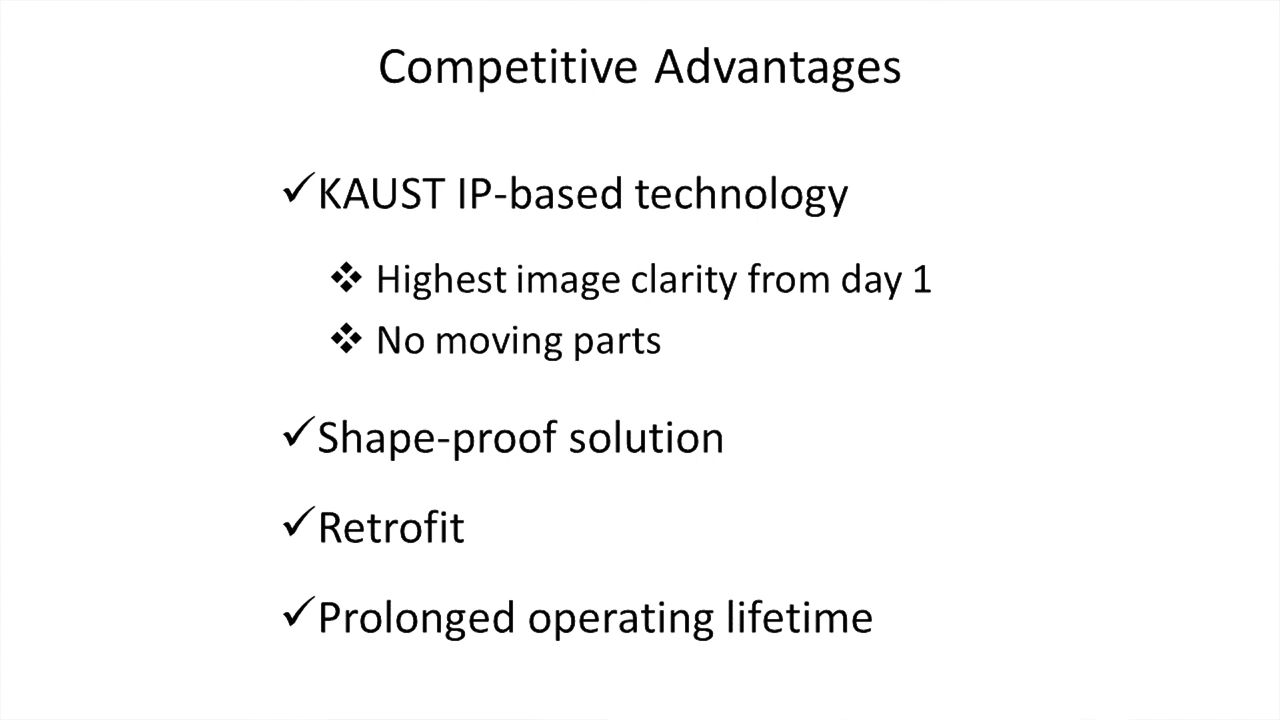 Competitive Advantages
✓KAUST IP-based technology
❖ Highest image clarity from day 1
❖ No moving parts
✓Shape-proof solution
✓Retrofit
✓Prolonged operating lifetime